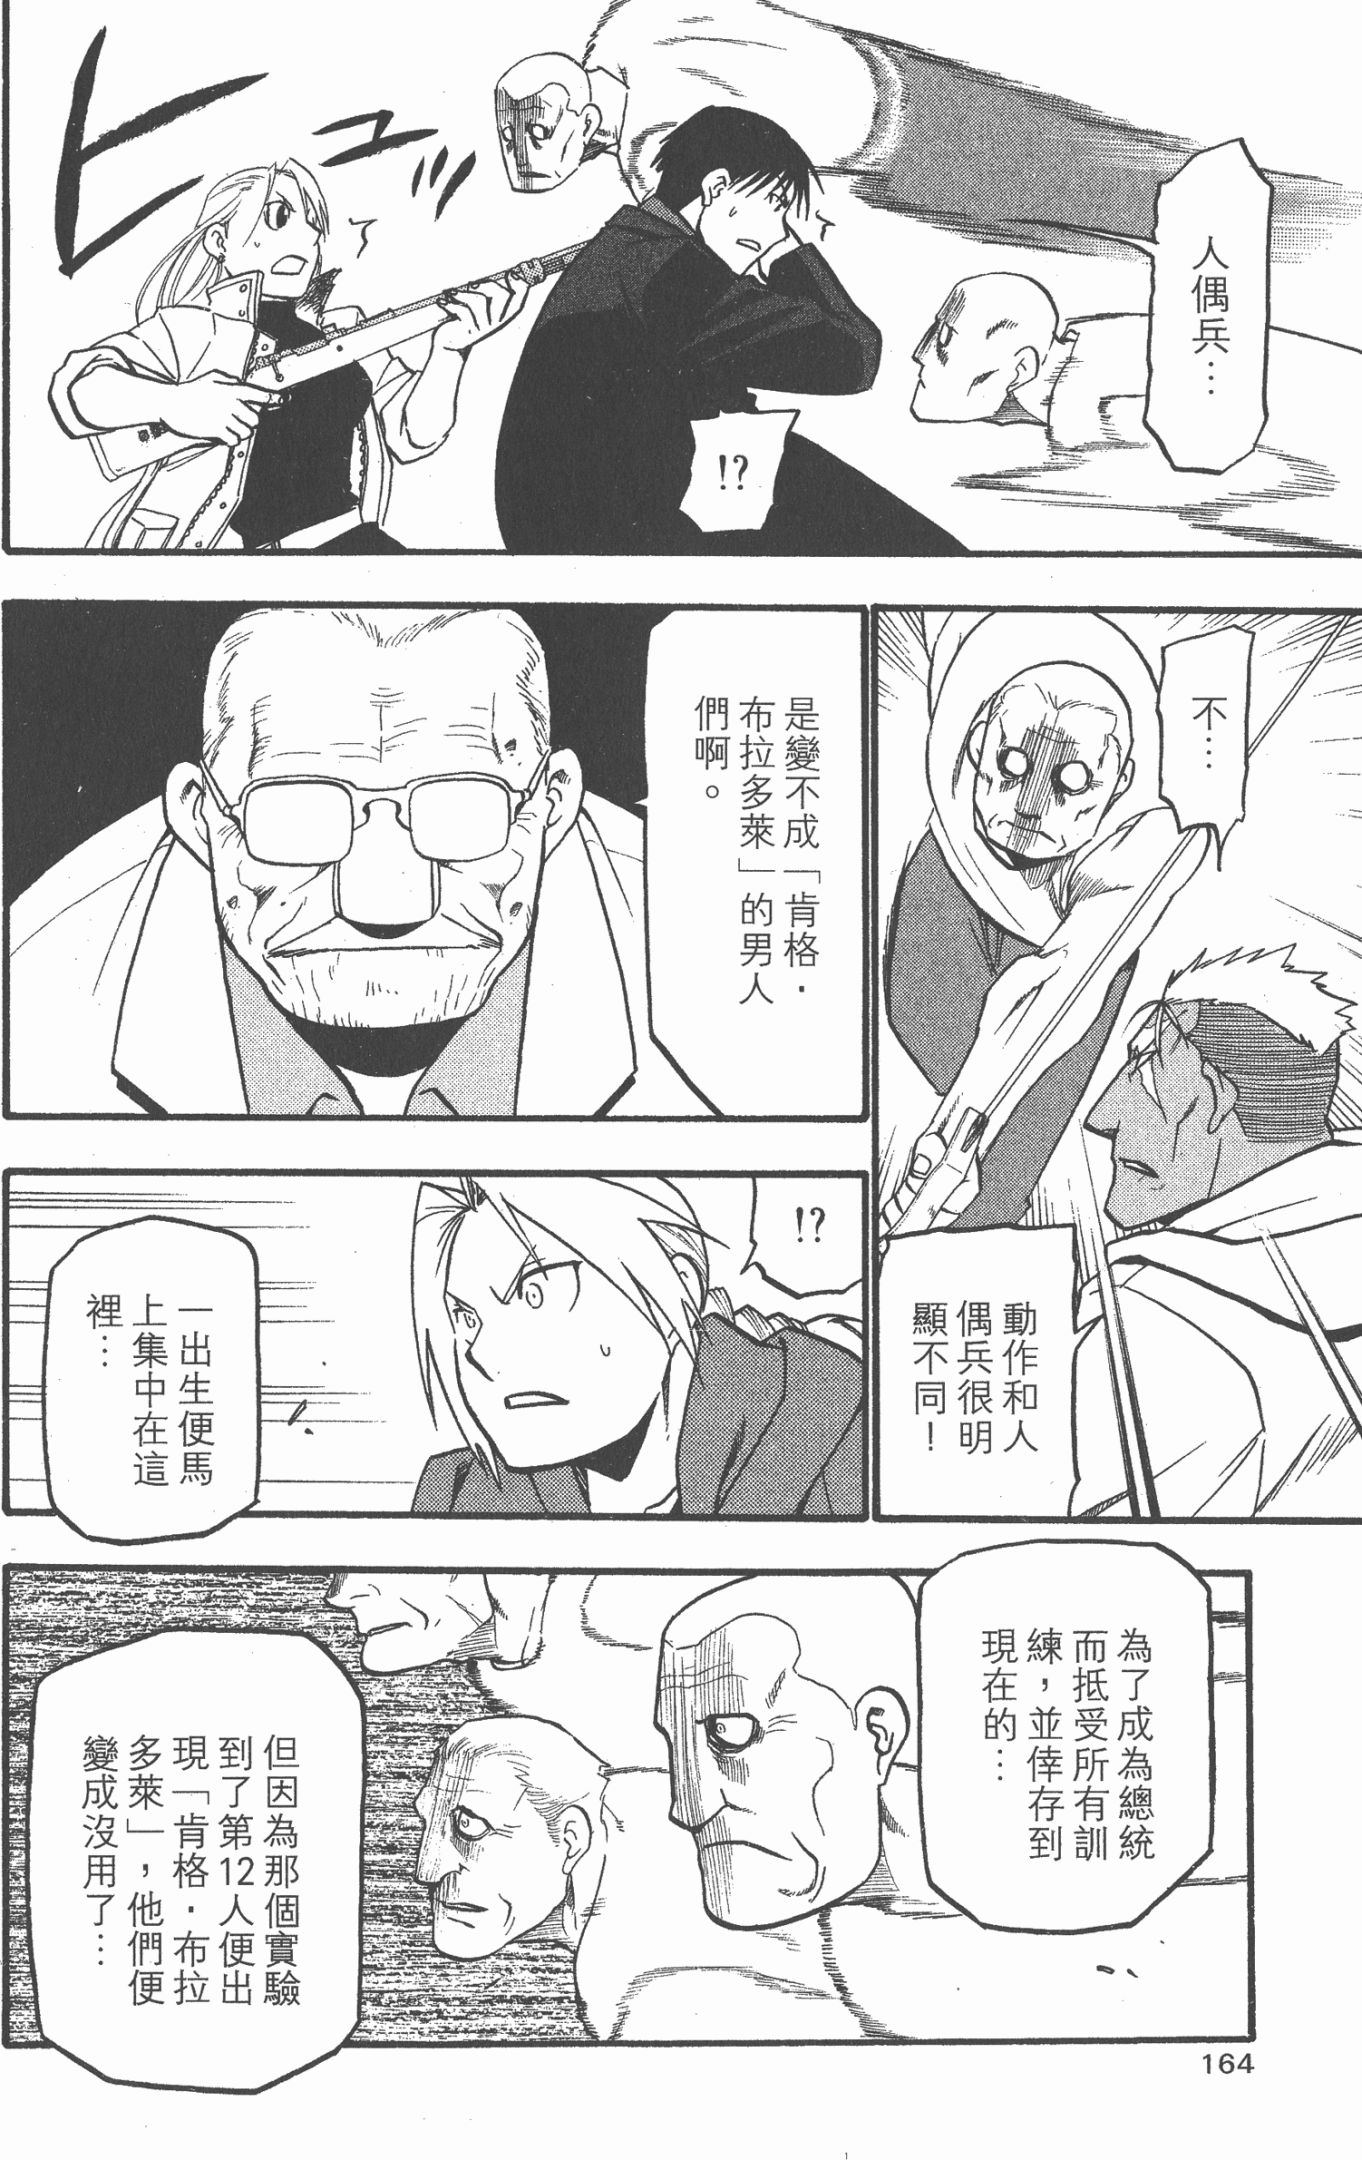 ヒュッ
人偶兵…
!?
不…
動作和人
偶兵很明
顯不同！
是變不成「肯格．
布拉多萊」的男人
們啊。
!?
一出生便馬
上集中在這
裡…
為了成為總統
而抵受所有訓
練，並倖存到
現在的…
但因為那個實驗
到了第12人便出
現「肯格．布拉
多萊」，他們便
變成沒用了…
164